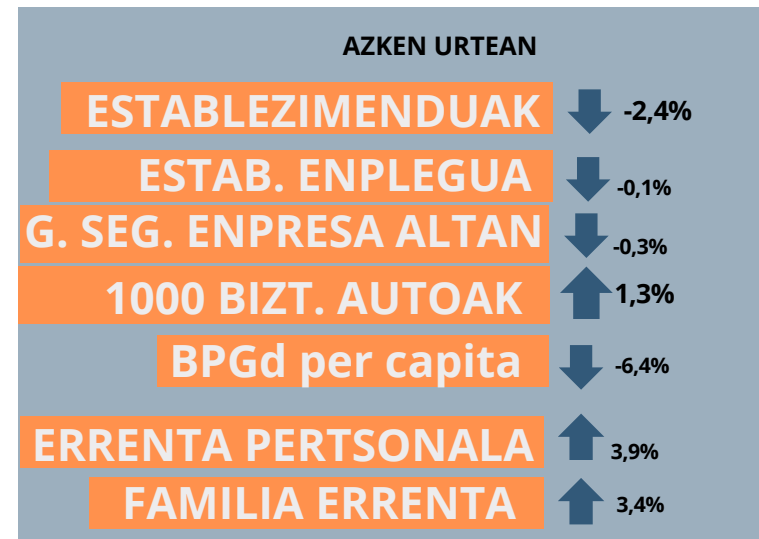 AZKEN URTEAN
ESTABLEZIMENDUAK -2,4%
ESTAB. ENPLEGUA -0,1%
G. SEG. ENPRESA ALTAN -0,3%
1000 BIZT. AUTOAK 1,3%
BPGd per capita -6,4%
ERRENTA PERTSONALA 3,9%
FAMILIA ERRENTA 3,4%